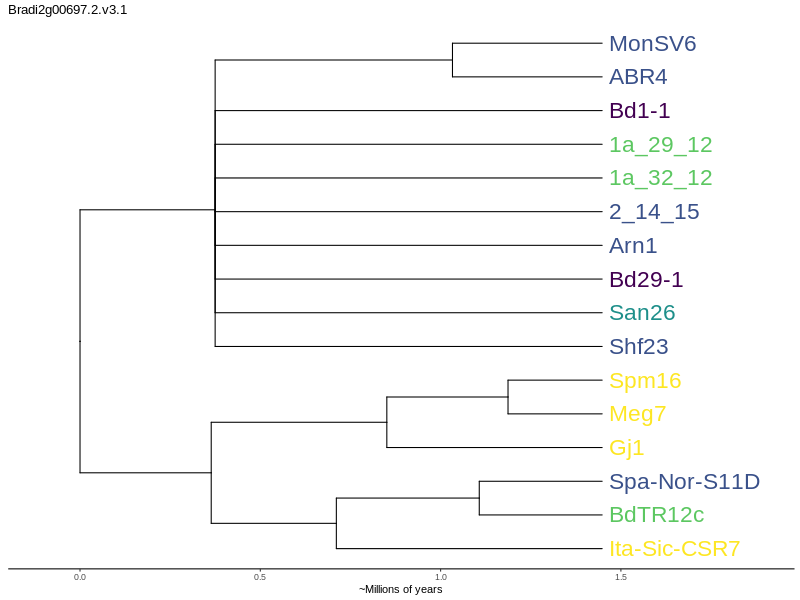 Bradi2g00697.2.v3.1
MonSV6
ABR4
Bd1-1
1a_29_12
1a_32_12
2_14_15
Arn1
Bd29-1
San26
Shf23
Spm16
Meg7
Gj1
Spa-Nor-S11D
BdTR12c
Ita-Sic-CSR7
0.0 0.5 1.0 1.5
~Millions of years